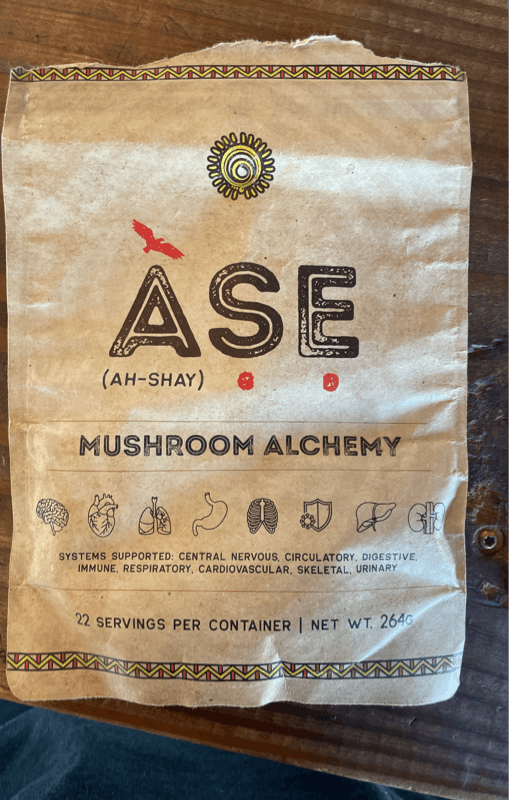 ÀṢẸ
(AH-SHAY)
MUSHROOM ALCHEMY
SYSTEMS SUPPORTED: CENTRAL NERVOUS, CIRCULATORY, DIGESTIVE,
IMMUNE, RESPIRATORY, CARDIOVASCULAR, SKELETAL, URINARY
22 SERVINGS PER CONTAINER | NET WT. 264G